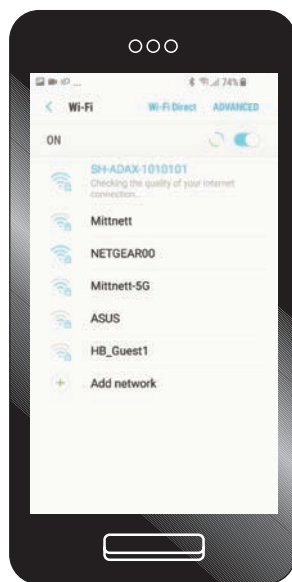 74%
Wi-Fi Wi-Fi Direct ADVANCED
ON
SH-ADAX-1010101
Checking the quality of your internet
connection...
Mittnett
NETGEAR00
Mittnett-5G
ASUS
HB_Guest1
Add network